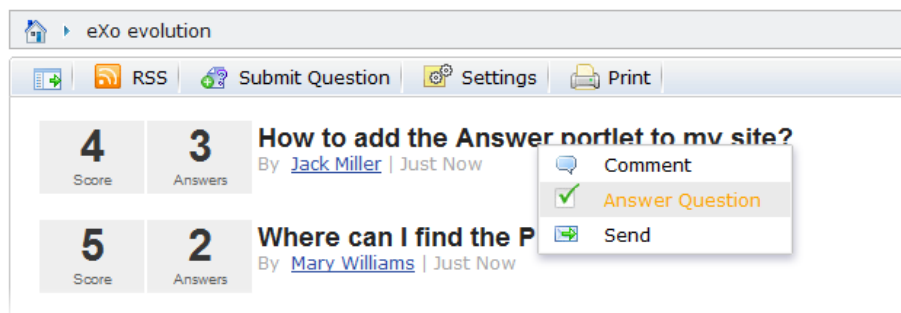 eXo evolution
RSS Submit Question Settings Print
4 3 How to add the Answer portlet to my site?
Score Answers By Jack Miller | Just Now
Comment
Answer Question
Send
5 2 Where can I find the P
Score Answers By Mary Williams | Just Now